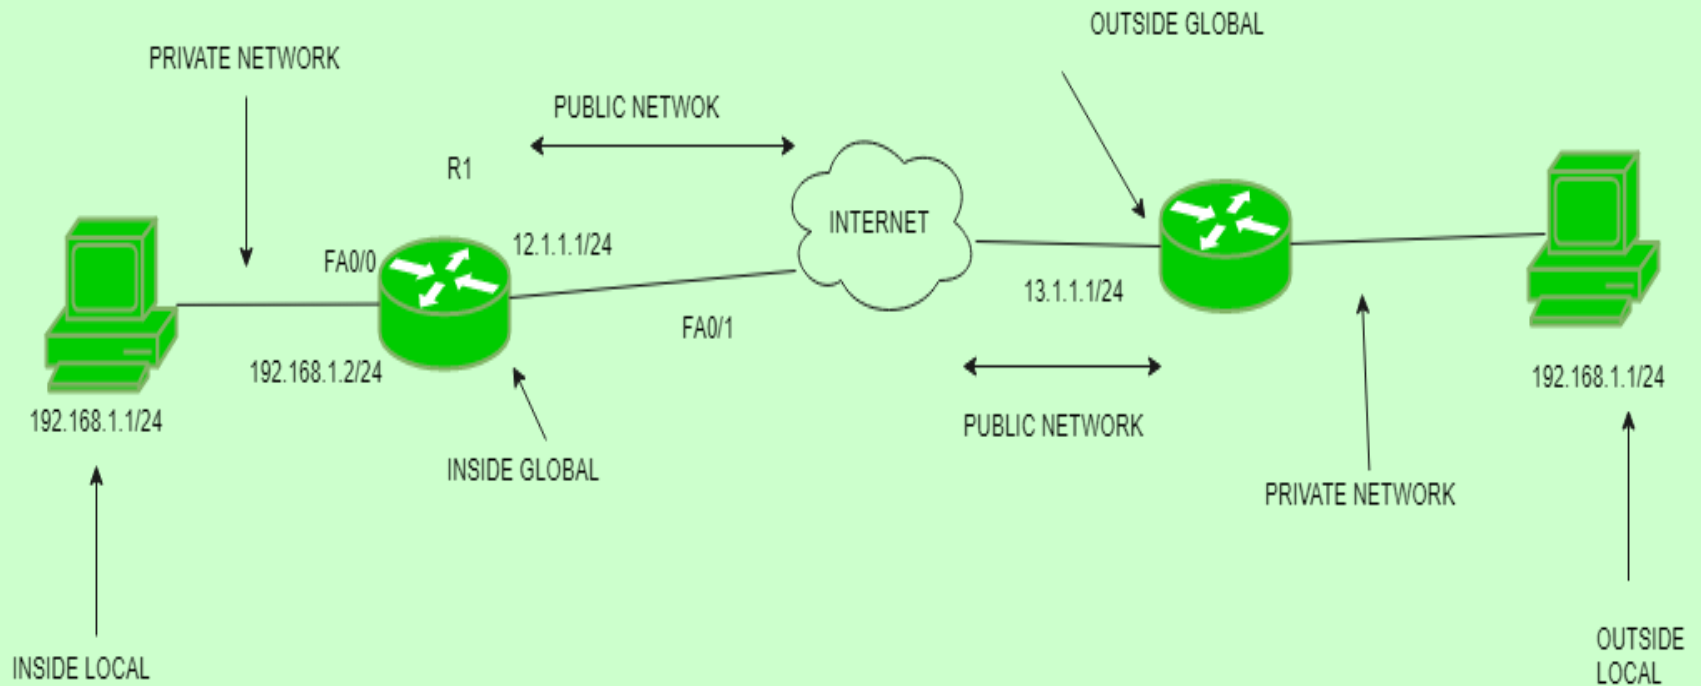 OUTSIDE GLOBAL
PRIVATE NETWORK
PUBLIC NETWOK
R1
INTERNET
12.1.1.1/24
FA0/0
13.1.1.1/24
FA0/1
192.168.1.2/24
192.168.1.1/24
192.168.1.1/24
PUBLIC NETWORK
INSIDE GLOBAL
PRIVATE NETWORK
OUTSIDE
LOCAL
INSIDE LOCAL